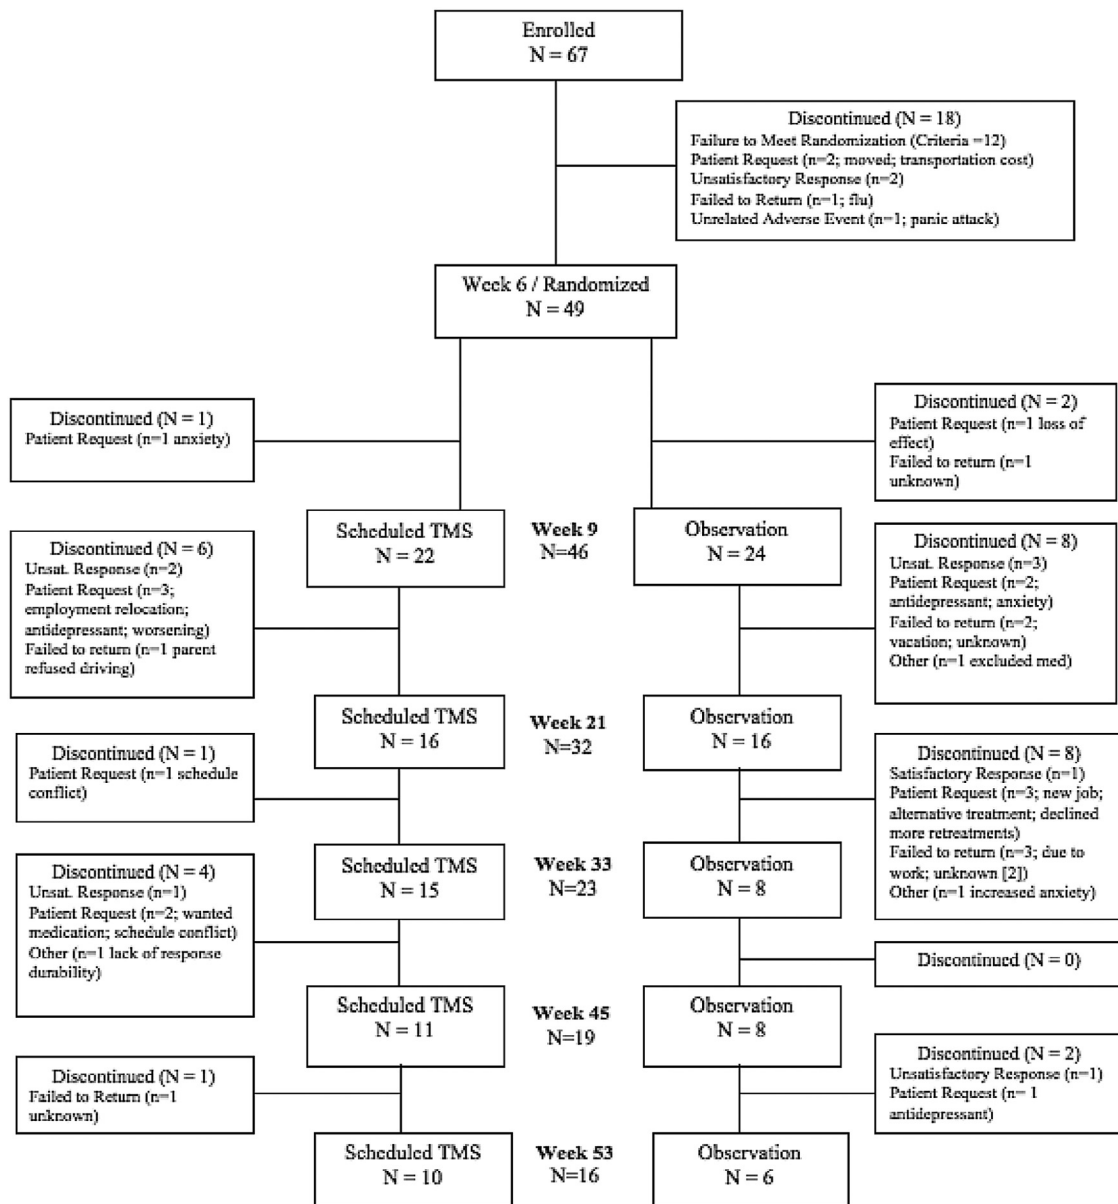 Enrolled
N = 67
Discontinued (N = 18)
Failure to Meet Randomization (Criteria =12)
Patient Request (n=2; moved; transportation cost)
Unsatisfactory Response (n=2)
Failed to Return (n=1; flu)
Unrelated Adverse Event (n=1; panic attack)
Week 6 / Randomized
N = 49
Discontinued (N = 1)
Patient Request (n=1 anxiety)
Discontinued (N = 2)
Patient Request (n=1 loss of
effect)
Failed to return (n=1
unknown)
Scheduled TMS
N = 22
Week 9
N=46
Observation
N = 24
Discontinued (N = 6)
Unsat. Response (n=2)
Patient Request (n=3;
employment relocation;
antidepressant; worsening)
Failed to return (n=1 parent
refused driving)
Discontinued (N = 8)
Unsat. Response (n=3)
Patient Request (n=2;
antidepressant; anxiety)
Failed to return (n=2;
vacation; unknown)
Other (n=1 excluded med)
Scheduled TMS
N = 16
Week 21
N=32
Observation
N = 16
Discontinued (N = 1)
Patient Request (n=1 schedule
conflict)
Discontinued (N = 8)
Satisfactory Response (n=1)
Patient Request (n=3; new job;
alternative treatment; declined
more retreatments)
Failed to return (n=3; due to
work; unknown [2])
Other (n=1 increased anxiety)
Scheduled TMS
N = 15
Week 33
N=23
Observation
N = 8
Discontinued (N = 4)
Unsat. Response (n=1)
Patient Request (n=2; wanted
medication; schedule conflict)
Other (n=1 lack of response
durability)
Discontinued (N = 0)
Scheduled TMS
N = 11
Week 45
N=19
Observation
N = 8
Discontinued (N = 1)
Failed to Return (n=1
unknown)
Discontinued (N = 2)
Unsatisfactory Response (n=1)
Patient Request (n= 1
antidepressant)
Scheduled TMS
N = 10
Week 53
N=16
Observation
N = 6